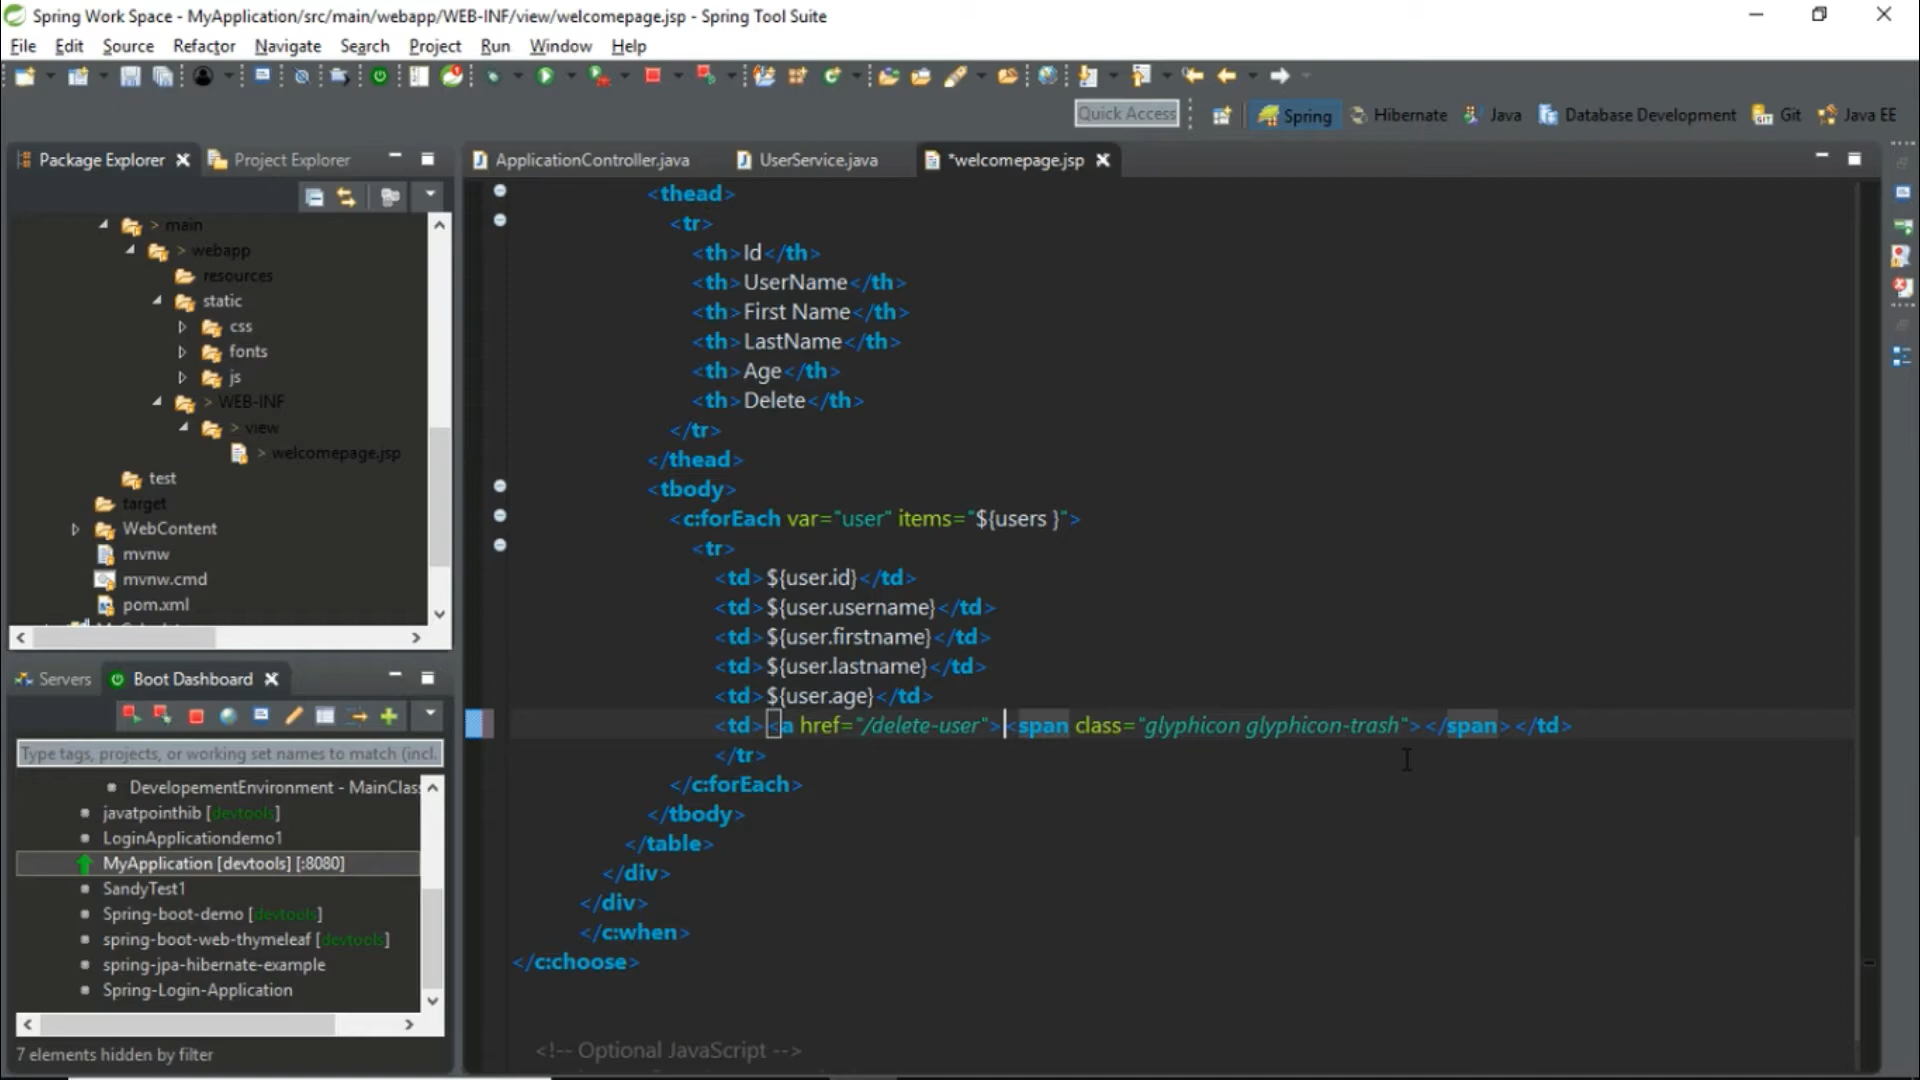 Spring Work Space - MyApplication/src/main/webapp/WEB-INF/view/welcomepage.jsp - Spring Tool Suite
File Edit Source Refactor Navigate Search Project Run Window Help
Quick Access Spring Hibernate Java Database Development Git Java EE
Package Explorer Project Explorer
> main
> webapp
resources
static
css
fonts
js
> WEB-INF
> view
> welcomepage.jsp
test
target
WebContent
mvnw
mvnw.cmd
pom.xml
Servers Boot Dashboard
Type tags, projects, or working set names to match (incl.
DevelopementEnvironment - MainClas
javatpointhib [devtools]
LoginApplicationdemo1
MyApplication [devtools] [:8080]
SandyTest1
Spring-boot-demo [devtools]
spring-boot-web-thymeleaf [devtools]
spring-jpa-hibernate-example
Spring-Login-Application
7 elements hidden by filter
ApplicationController.java UserService.java *welcomepage.jsp
<thead>
<tr>
<th>Id</th>
<th>UserName</th>
<th>First Name</th>
<th>LastName</th>
<th>Age</th>
<th>Delete</th>
</tr>
</thead>
<tbody>
<c:forEach var="user" items="${users }">
<tr>
<td>${user.id}</td>
<td>${user.username}</td>
<td>${user.firstname}</td>
<td>${user.lastname}</td>
<td>${user.age}</td>
<td><a href="/delete-user"><span class="glyphicon glyphicon-trash"></span></td>
</tr>
</c:forEach>
</tbody>
</table>
</div>
</div>
</c:when>
</c:choose>
<!-- Optional JavaScript -->